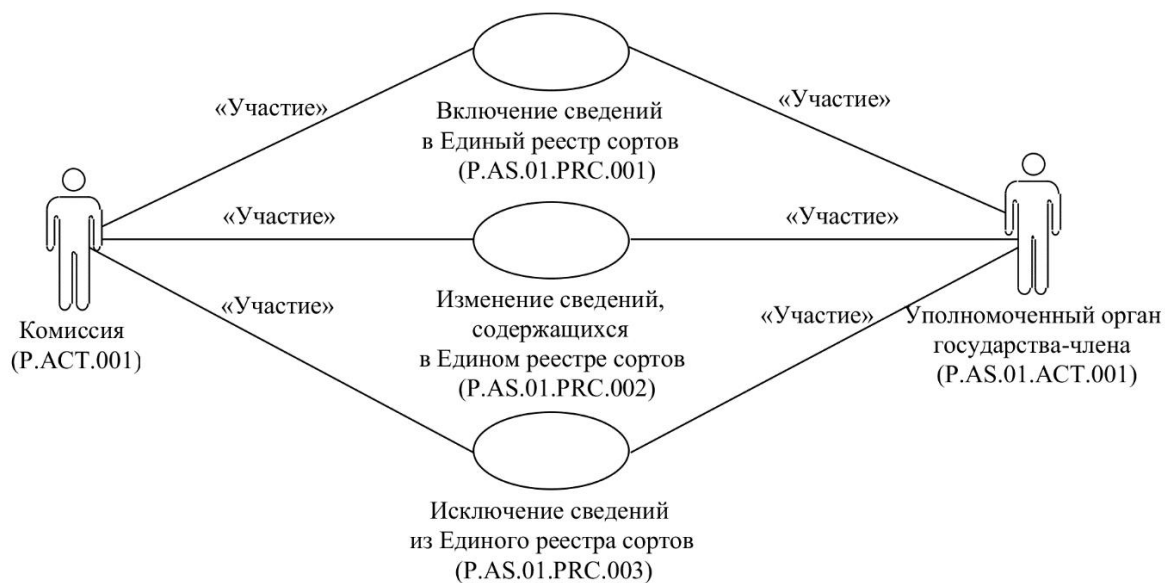 «Участие»
«Участие»
Включение сведений
в Единый реестр сортов
(P.AS.01.PRC.001)
«Участие»
«Участие»
Комиссия
(P.ACT.001)
Изменение сведений,
содержащихся
в Едином реестре сортов
(P.AS.01.PRC.002)
Уполномоченный орган
государства-члена
(P.AS.01.ACT.001)
«Участие»
«Участие»
Исключение сведений
из Единого реестра сортов
(P.AS.01.PRC.003)